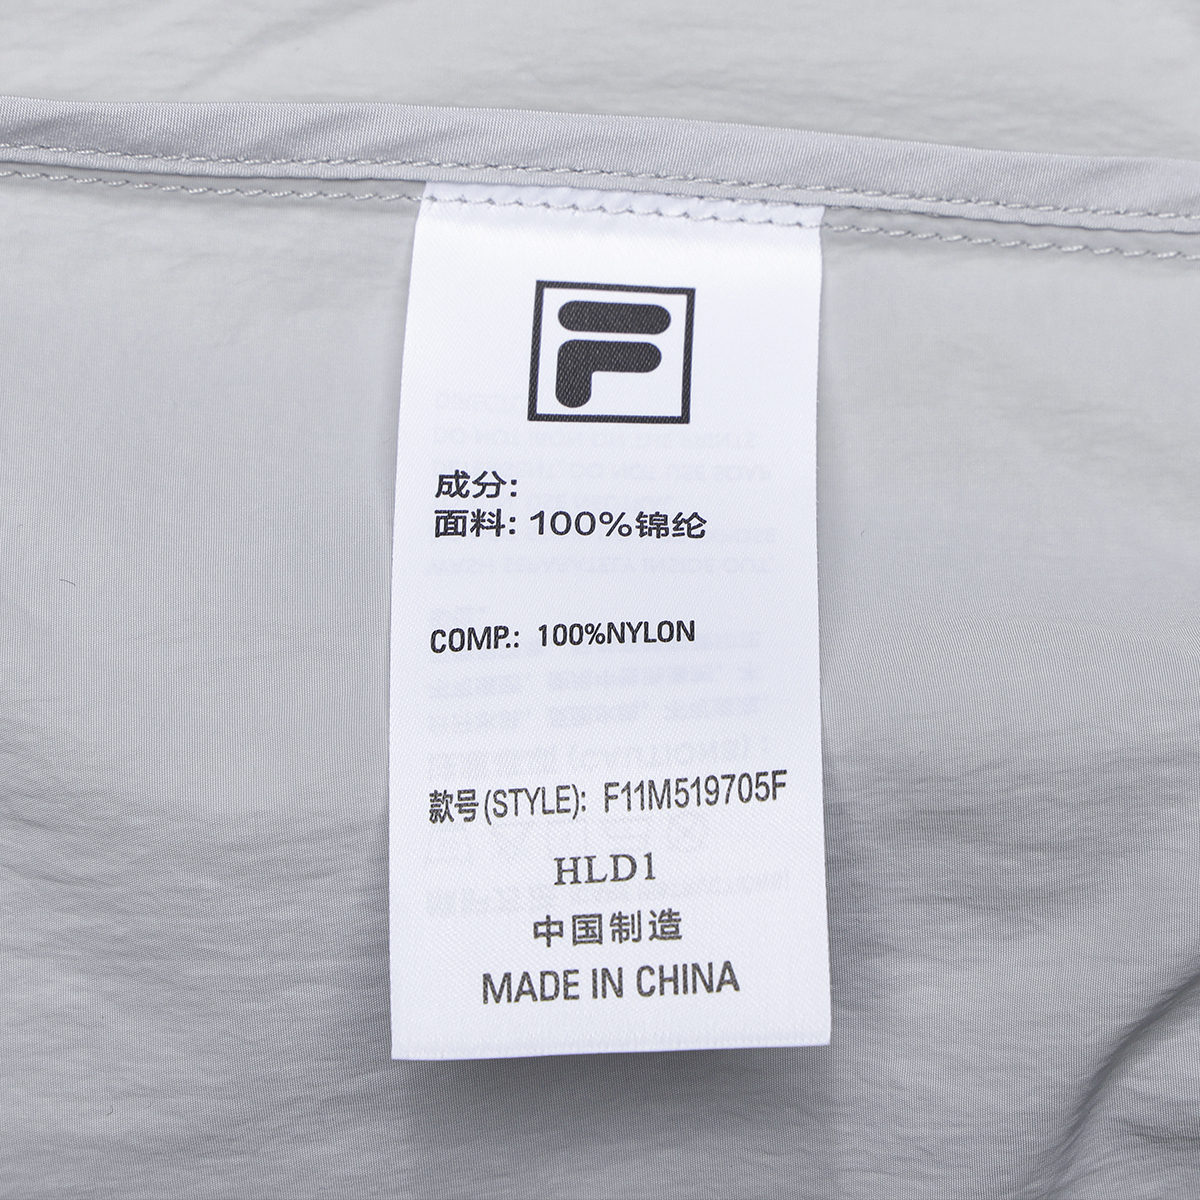 F
成分:
面料: 100%锦纶
COMP.: 100%NYLON
款号(STYLE): F11M519705F
HLD1
中国制造
MADE IN CHINA